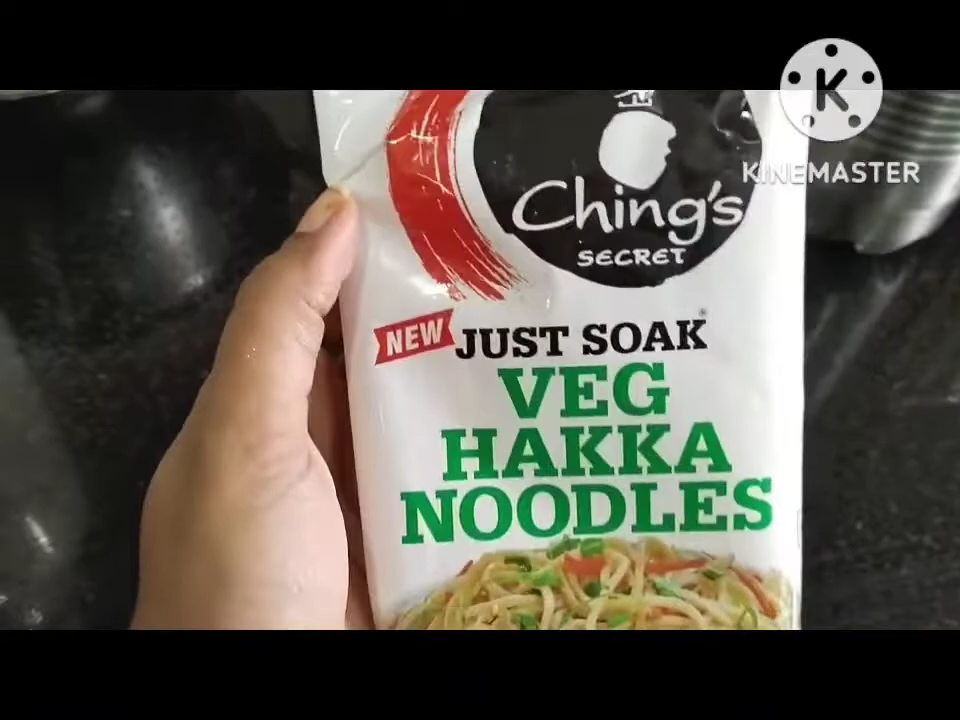 K
KINEMASTER
Ching's
SECRET
NEW JUST SOAK
VEG
HAKKA
NOODLES